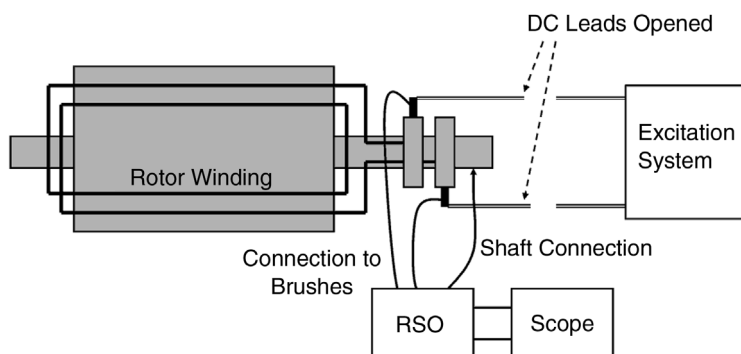 DC Leads Opened
Excitation
System
Rotor Winding
Connection to
Brushes
Shaft Connection
RSO
Scope